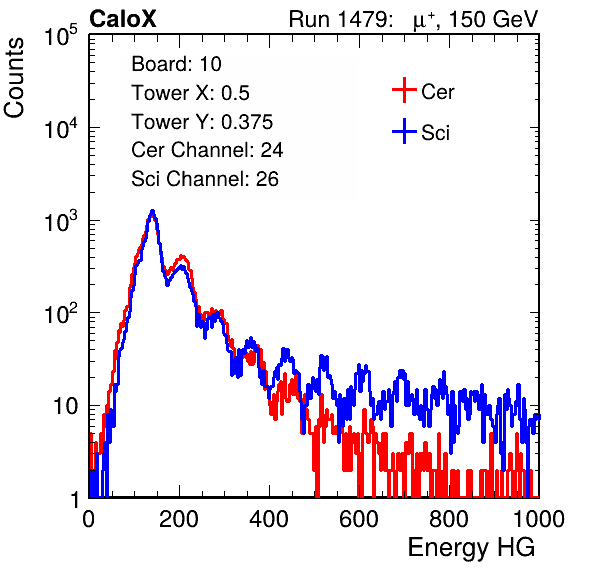 CaloX Run 1479: μ⁺, 150 GeV
Counts
10⁵
10⁴
10³
10²
10
1
Board: 10
Tower X: 0.5
Tower Y: 0.375
Cer Channel: 24
Sci Channel: 26
Cer
Sci
0 200 400 600 800 1000
Energy HG